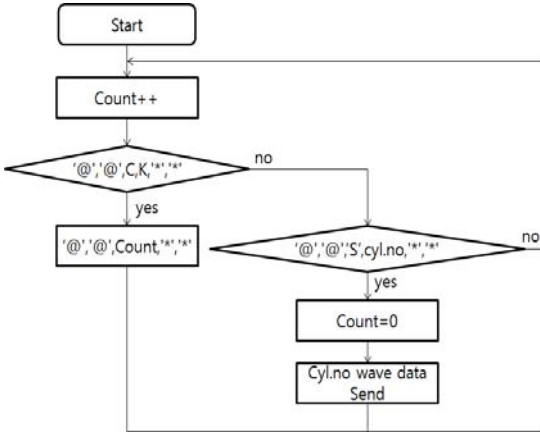 Start
Count++
'@','@',C,K,'*','*'
no
yes
'@','@',Count,'*','*'
'@','@','S',cyl.no,'*','*'
no
yes
Count=0
Cyl.no wave data
Send